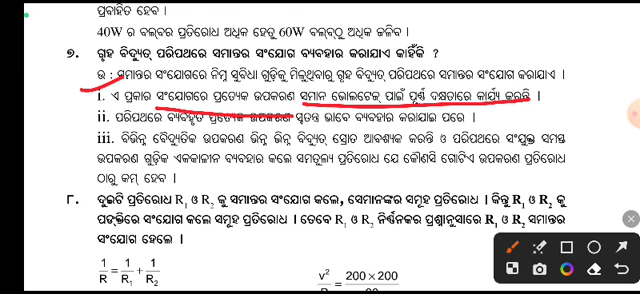 ପ୍ରବାହିତ ହେବ ।
40W ର ବଲ୍‌ବର ପ୍ରତିରୋଧ ଅଧିକ ହେତୁ 60W ବଲ୍‌ବଠୁ ଅଧିକ ଜଳିବ ।
୭. ଗୃହ ବିଦ୍ୟୁତ୍ ପରିପଥରେ ସମାନ୍ତର ସଂଯୋଗ ବ୍ୟବହାର କରାଯାଏ କାହିଁକି ?
ଉ : ସମାନ୍ତର ସଂଯୋଗରେ ନିମ୍ନ ସୁବିଧା ଗୁଡ଼ିକୁ ମିଳୁଥିବାରୁ ଗୃହ ବିଦ୍ୟୁତ୍ ପରିପଥରେ ସମାନ୍ତର ସଂଯୋଗ କରାଯାଏ ।
i. ଏ ପ୍ରକାର ସଂଯୋଗରେ ପ୍ରତ୍ୟେକ ଉପକରଣ ସମାନ ଭୋଲଟେଜ୍ ପାଇଁ ପୂର୍ଣ୍ଣ ଦକ୍ଷତାରେ କାର୍ଯ୍ୟ କରନ୍ତି ।
ii. ପରିପଥରେ ବ୍ୟବହୃତ ପ୍ରତ୍ୟେକ ଉପକରଣ ସ୍ବତନ୍ତ୍ର ଭାବେ ବ୍ୟବହାର କରାଯାଇ ପରେ ।
iii. ବିଭିନ୍ନ ବୈଦ୍ୟୁତିକ ଉପକରଣ ଭିନ୍ନ ଭିନ୍ନ ବିଦ୍ୟୁତ୍ ସ୍ରୋତ ଆବଶ୍ୟକ କରନ୍ତି ଓ ପରିପଥରେ ସଂଯୁକ୍ତ ସମସ୍ତ
ଉପକରଣ ଗୁଡ଼ିକ ଏକକାଳୀନ ବ୍ୟବହାର କଲେ ସମତୁଲ୍ୟ ପ୍ରତିରୋଧ ଯେ କୌଣସି ଗୋଟିଏ ଉପକରଣ ପ୍ରତିରୋଧ
ଠାରୁ କମ୍ ହେବ ।
୮. ଦୁଇଟି ପ୍ରତିରୋଧ R₁ ଓ R₂ କୁ ସମାନ୍ତର ସଂଯୋଗ କଲେ, ସେମାନଙ୍କର ସମୂହ ପ୍ରତିରୋଧ । କିନ୍ତୁ R₁ ଓ R₂ କୁ
ପଙ୍‌କ୍ତିରେ ସଂଯୋଗ କଲେ ସମୂହ ପ୍ରତିରୋଧ । ତେବେ R₁ ଓ R₂ ନିର୍ଣ୍ଣନକର ପ୍ରଶ୍ନାନୁସାରେ R₁ ଓ R₂ ସମାନ୍ତର
ସଂଯୋଗ ହେଲେ ।
1/R = 1/R₁ + 1/R₂
v²/ = 200 × 200/